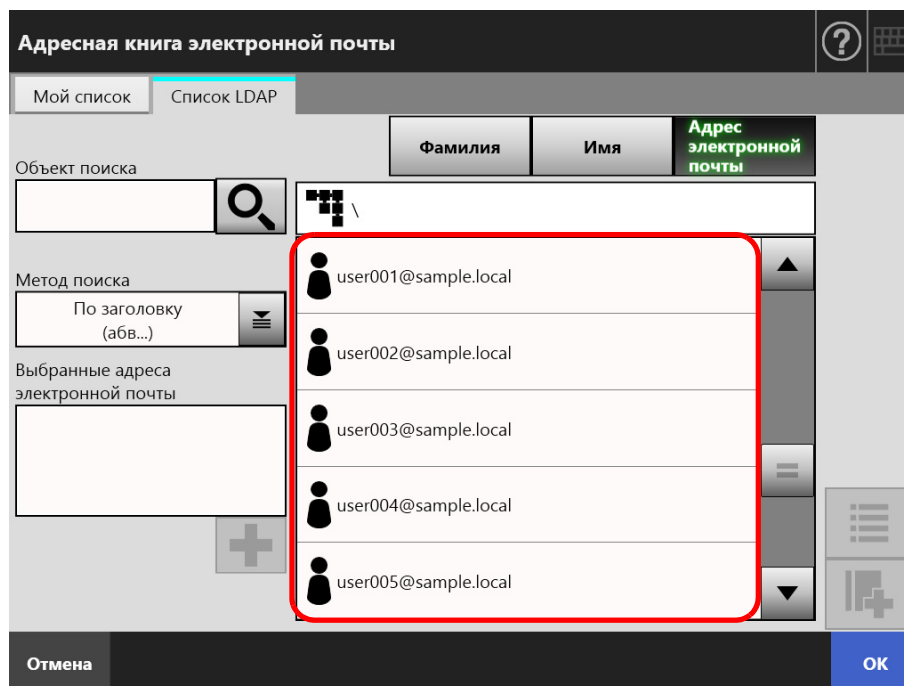 Адресная книга электронной почты
?
Мой список
Список LDAP
Фамилия
Имя
Адрес
электронной
почты
Объект поиска
\
Метод поиска
По заголовку
(абв...)
Выбранные адреса
электронной почты
user001@sample.local
user002@sample.local
user003@sample.local
user004@sample.local
user005@sample.local
Отмена
ОК